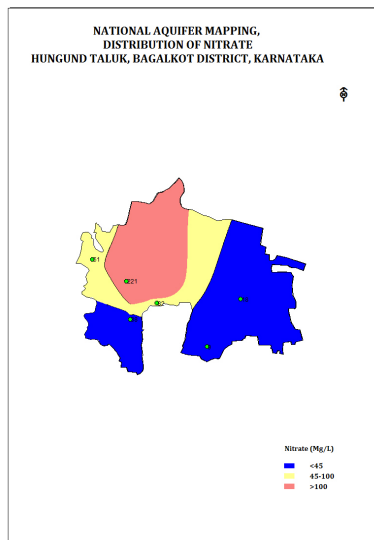 NATIONAL AQUIFER MAPPING,
DISTRIBUTION OF NITRATE
HUNGUND TALUK, BAGALKOT DISTRICT, KARNATAKA
Nitrate (Mg/L)
<45
45-100
>100